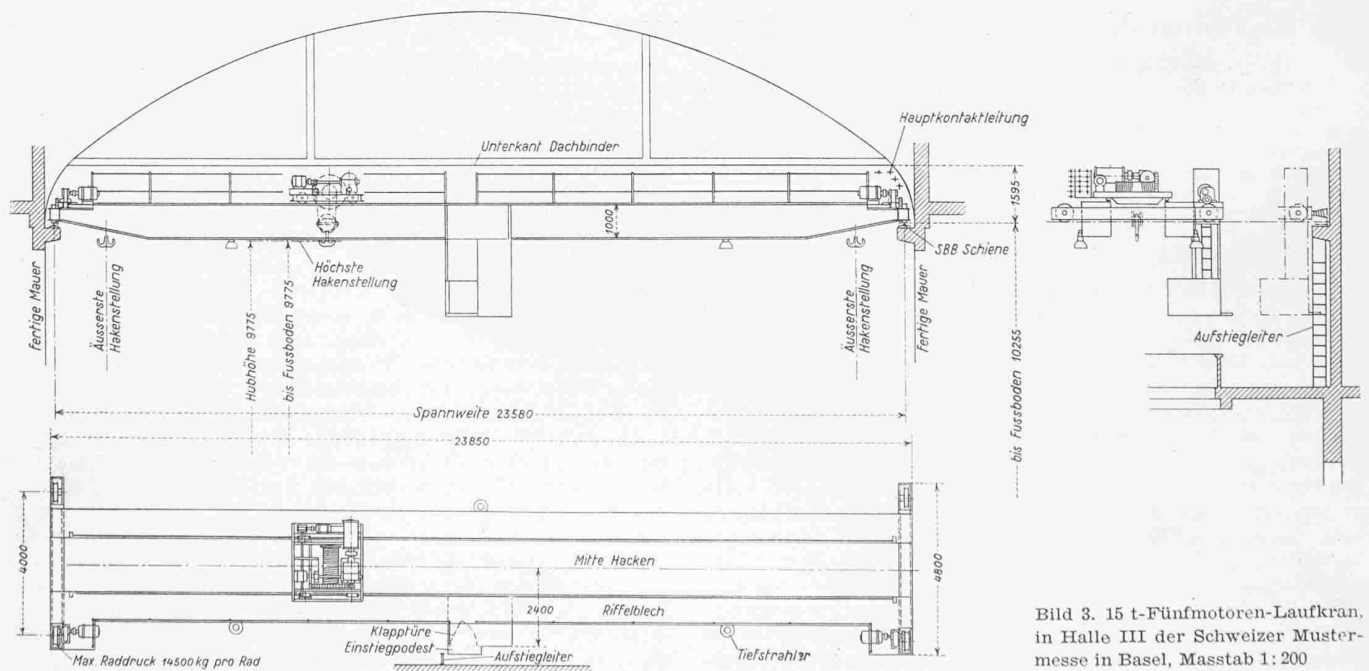 Hauptkontaktleitung
Unterkant Dachbinder
1595
1000
SBB Schiene
Höchste
Hakenstellung
Fertige Mauer
Äusserste
Hakenstellung
Hubhöhe 9775
bis Fussboden 9775
Äusserste
Hakenstellung
Fertige Mauer
bis Fussboden 10255
Aufstiegleiter
Spannweite 23580
23850
4000
Mitte Hacken
4800
2400
Riffelblech
Klapptüre
Einstiegpodest
Aufstiegleiter
Tiefstrahler
Max. Raddruck 14500 kg pro Rad
Bild 3. 15 t-Fünfmotoren-Laufkran,
in Halle III der Schweizer Muster-
messe in Basel, Masstab 1:200